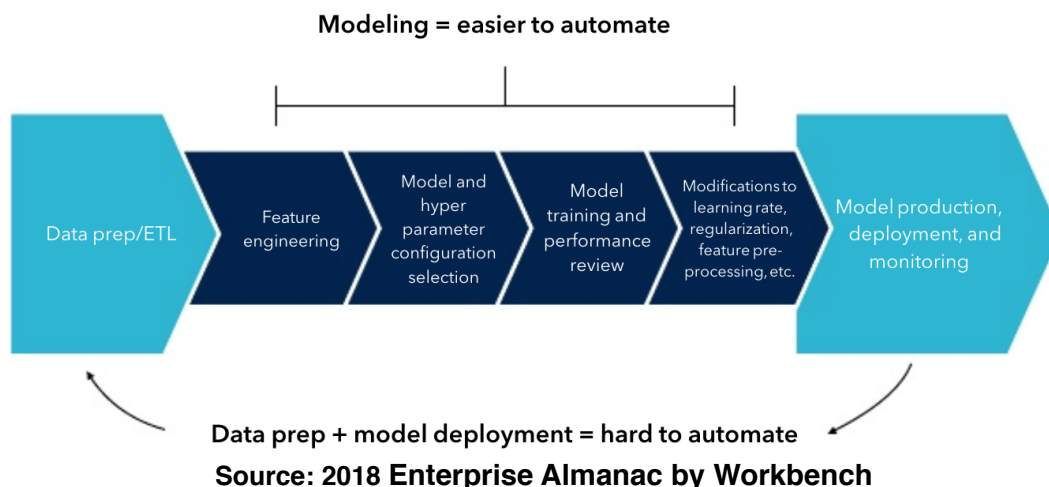 Modeling = easier to automate
Data prep/ETL
Feature
engineering
Model and
hyper
parameter
configuration
selection
Model
training and
performance
review
Modifications to
learning rate,
regularization,
feature pre-
processing, etc.
Model production,
deployment, and
monitoring
Data prep + model deployment = hard to automate
Source: 2018 Enterprise Almanac by Workbench